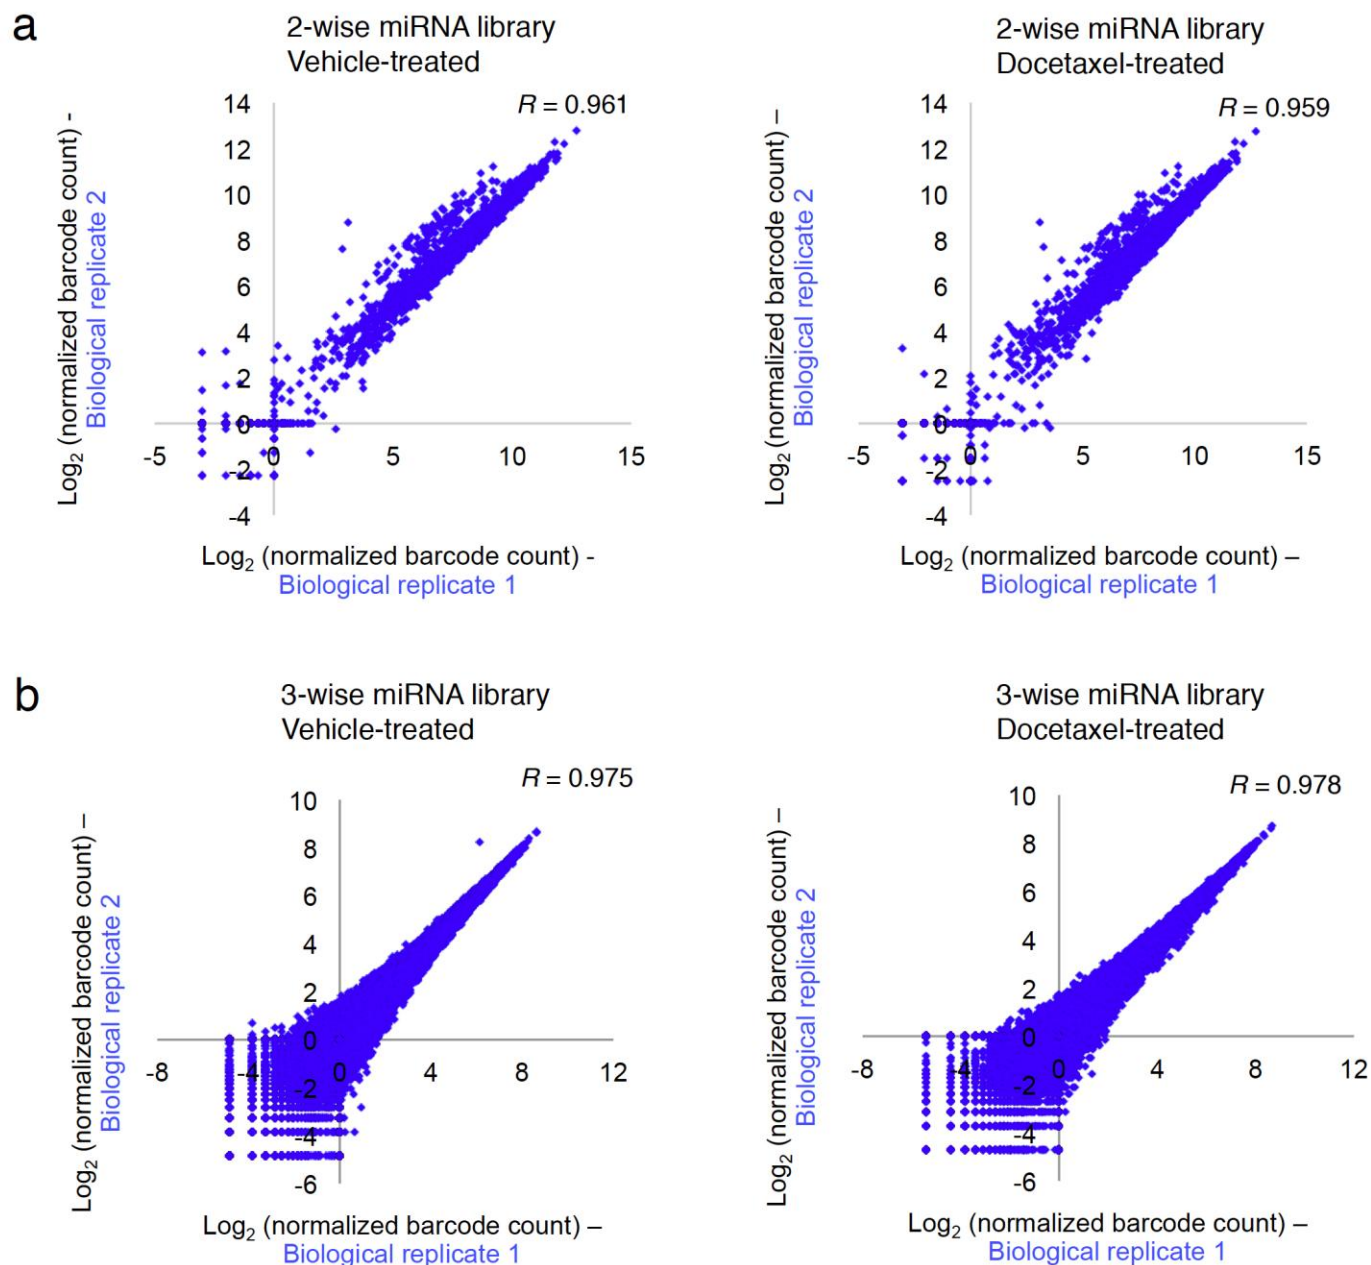 a
2-wise miRNA library
Vehicle-treated
R = 0.961
Log₂ (normalized barcode count) -
Biological replicate 2
14
12
10
8
6
4
2
0
-2
-4
-5 0 5 10 15
Log₂ (normalized barcode count) -
Biological replicate 1
2-wise miRNA library
Docetaxel-treated
R = 0.959
Log₂ (normalized barcode count) –
Biological replicate 2
14
12
10
8
6
4
2
0
-2
-4
-5 0 5 10 15
Log₂ (normalized barcode count) –
Biological replicate 1
b
3-wise miRNA library
Vehicle-treated
R = 0.975
Log₂ (normalized barcode count) –
Biological replicate 2
10
8
6
4
2
0
-2
-4
-6
-8 -4 0 4 8 12
Log₂ (normalized barcode count) –
Biological replicate 1
3-wise miRNA library
Docetaxel-treated
R = 0.978
Log₂ (normalized barcode count) –
Biological replicate 2
10
8
6
4
2
0
-2
-4
-6
-8 -4 0 4 8 12
Log₂ (normalized barcode count) –
Biological replicate 1